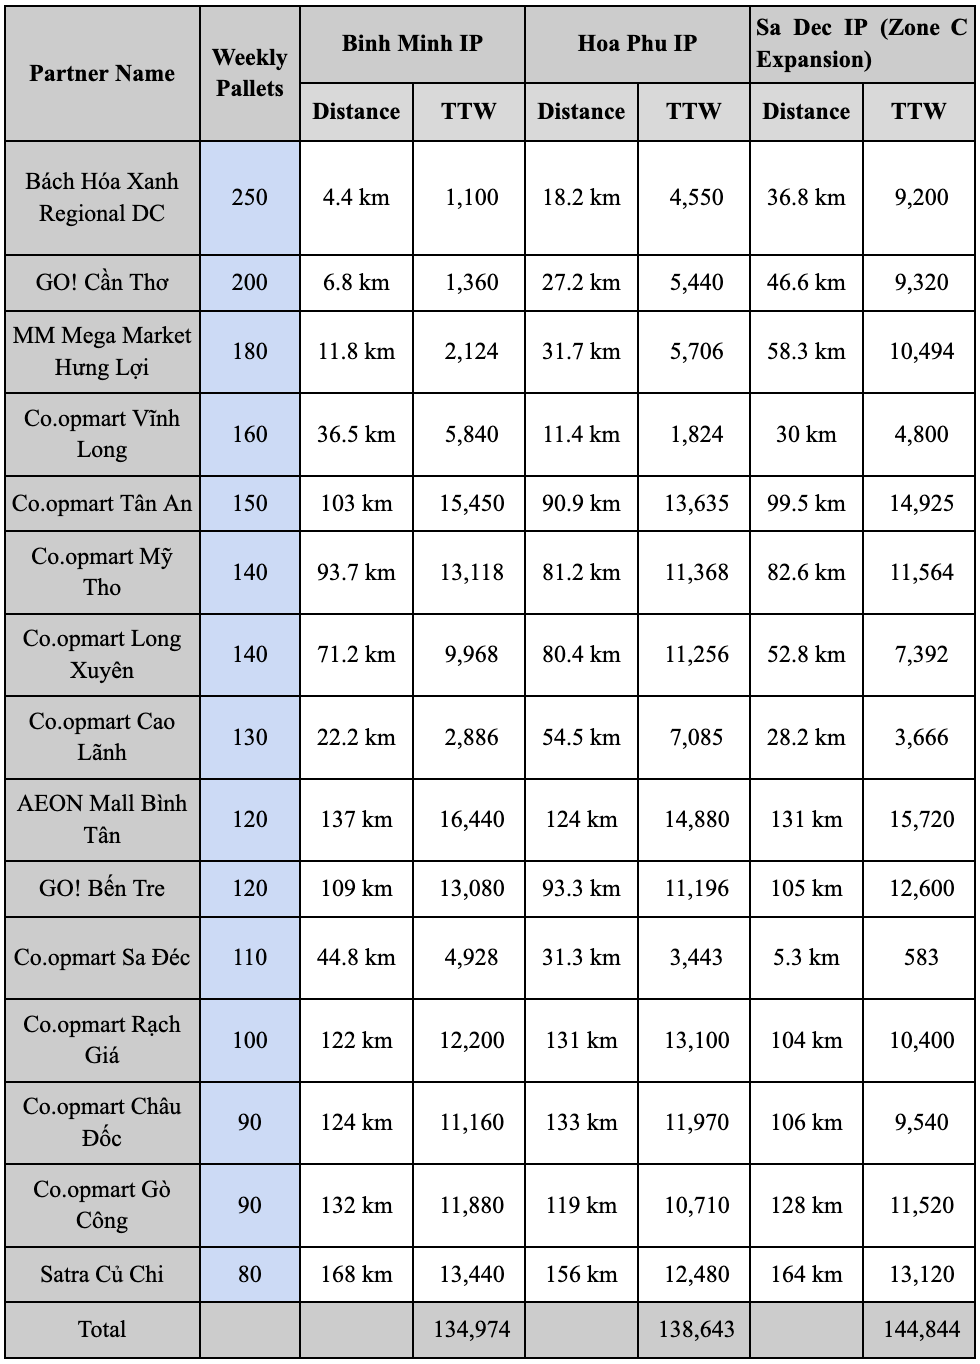 Partner Name
Weekly
Pallets
Binh Minh IP
Hoa Phu IP
Sa Dec IP (Zone C
Expansion)
Distance TTW Distance TTW Distance TTW
Bách Hóa Xanh
Regional DC
250 4.4 km 1,100 18.2 km 4,550 36.8 km 9,200
GO! Cần Thơ 200 6.8 km 1,360 27.2 km 5,440 46.6 km 9,320
MM Mega Market
Hưng Lợi
180 11.8 km 2,124 31.7 km 5,706 58.3 km 10,494
Co.opmart Vĩnh
Long
160 36.5 km 5,840 11.4 km 1,824 30 km 4,800
Co.opmart Tân An 150 103 km 15,450 90.9 km 13,635 99.5 km 14,925
Co.opmart Mỹ
Tho
140 93.7 km 13,118 81.2 km 11,368 82.6 km 11,564
Co.opmart Long
Xuyên
140 71.2 km 9,968 80.4 km 11,256 52.8 km 7,392
Co.opmart Cao
Lãnh
130 22.2 km 2,886 54.5 km 7,085 28.2 km 3,666
AEON Mall Bình
Tân
120 137 km 16,440 124 km 14,880 131 km 15,720
GO! Bến Tre 120 109 km 13,080 93.3 km 11,196 105 km 12,600
Co.opmart Sa Đéc 110 44.8 km 4,928 31.3 km 3,443 5.3 km 583
Co.opmart Rạch
Giá
100 122 km 12,200 131 km 13,100 104 km 10,400
Co.opmart Châu
Đốc
90 124 km 11,160 133 km 11,970 106 km 9,540
Co.opmart Gò
Công
90 132 km 11,880 119 km 10,710 128 km 11,520
Satra Củ Chi 80 168 km 13,440 156 km 12,480 164 km 13,120
Total 134,974 138,643 144,844